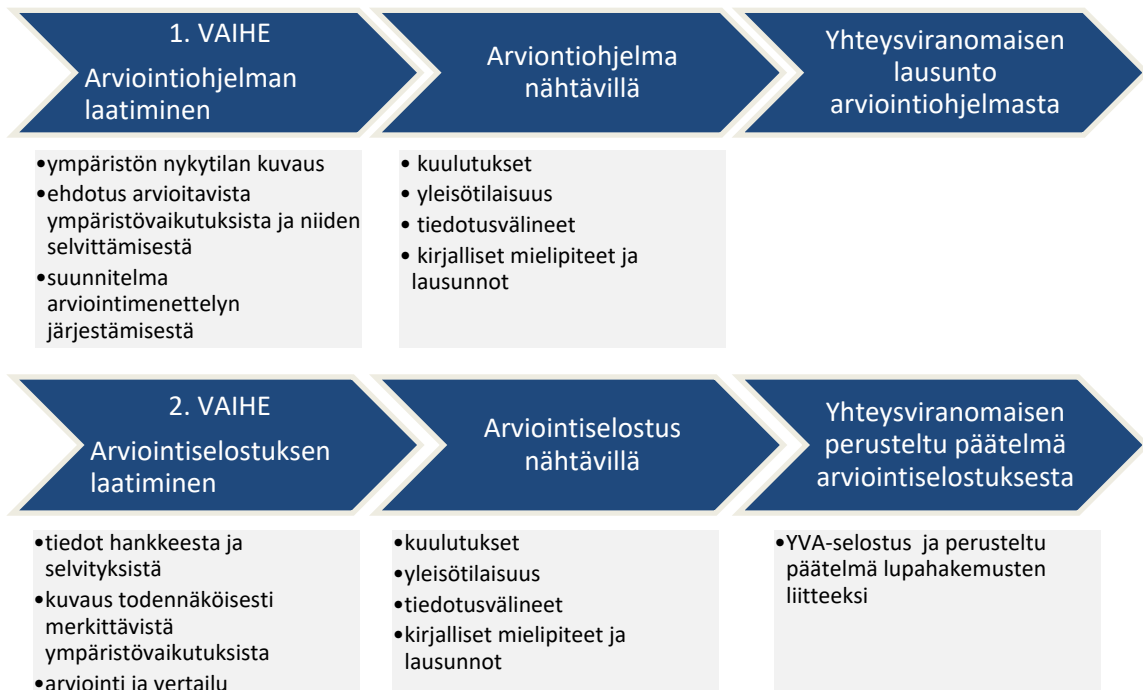 1. VAIHE
Arviointiohjelman
laatiminen
Arviontiohjelma
nähtävillä
Yhteysviranomaisen
lausunto
arviointiohjelmasta
•ympäristön nykytilan kuvaus
•ehdotus arvioitavista
ympäristövaikutuksista ja niiden
selvittämisestä
•suunnitelma
arviointimenettelyn
järjestämisestä
• kuulutukset
• yleisötilaisuus
• tiedotusvälineet
• kirjalliset mielipiteet ja
lausunnot
2. VAIHE
Arviointiselostuksen
laatiminen
Arviointiselostus
nähtävillä
Yhteysviranomaisen
perusteltu päätelmä
arviointiselostuksesta
•tiedot hankkeesta ja
selvityksistä
•kuvaus todennäköisesti
merkittävistä
ympäristövaikutuksista
•arviointi ja vertailu
•kuulutukset
•yleisötilaisuus
•tiedotusvälineet
•kirjalliset mielipiteet ja
lausunnot
•YVA-selostus ja perusteltu
päätelmä lupahakemusten
liitteeksi